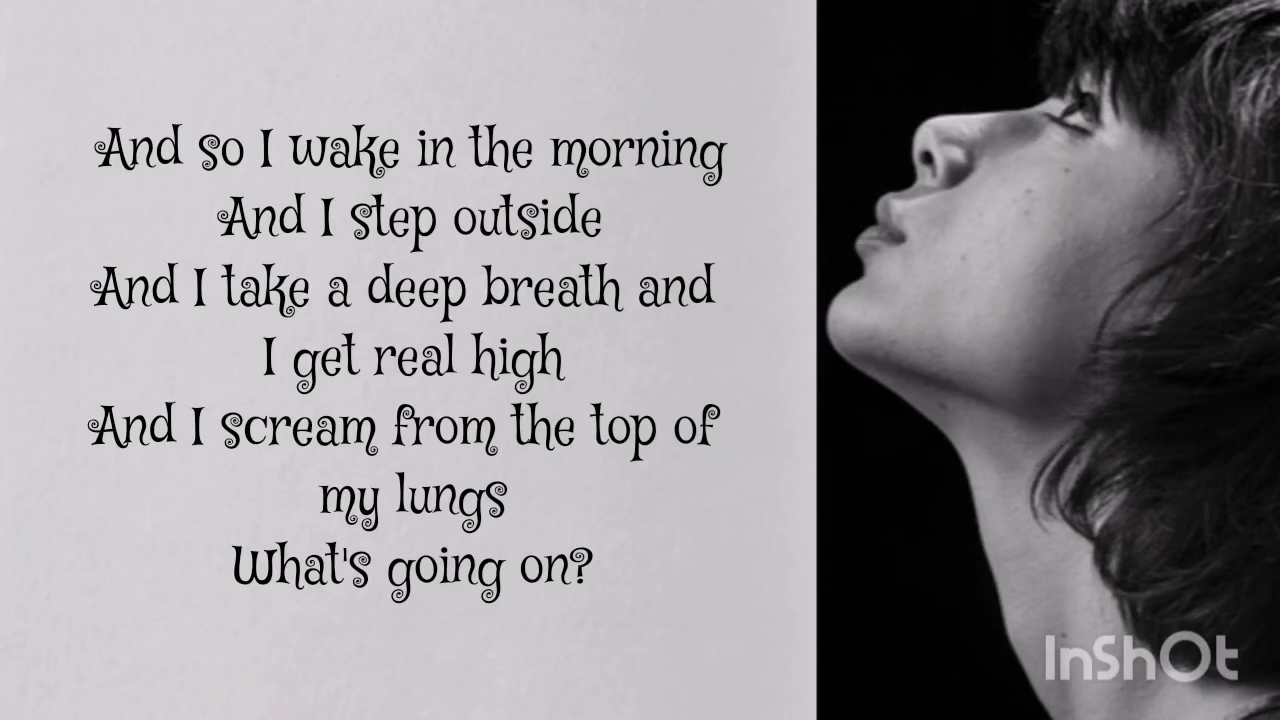 And so I wake in the morning
And I step outside
And I take a deep breath and
I get real high
And I scream from the top of
my lungs
What's going on?
InShOt